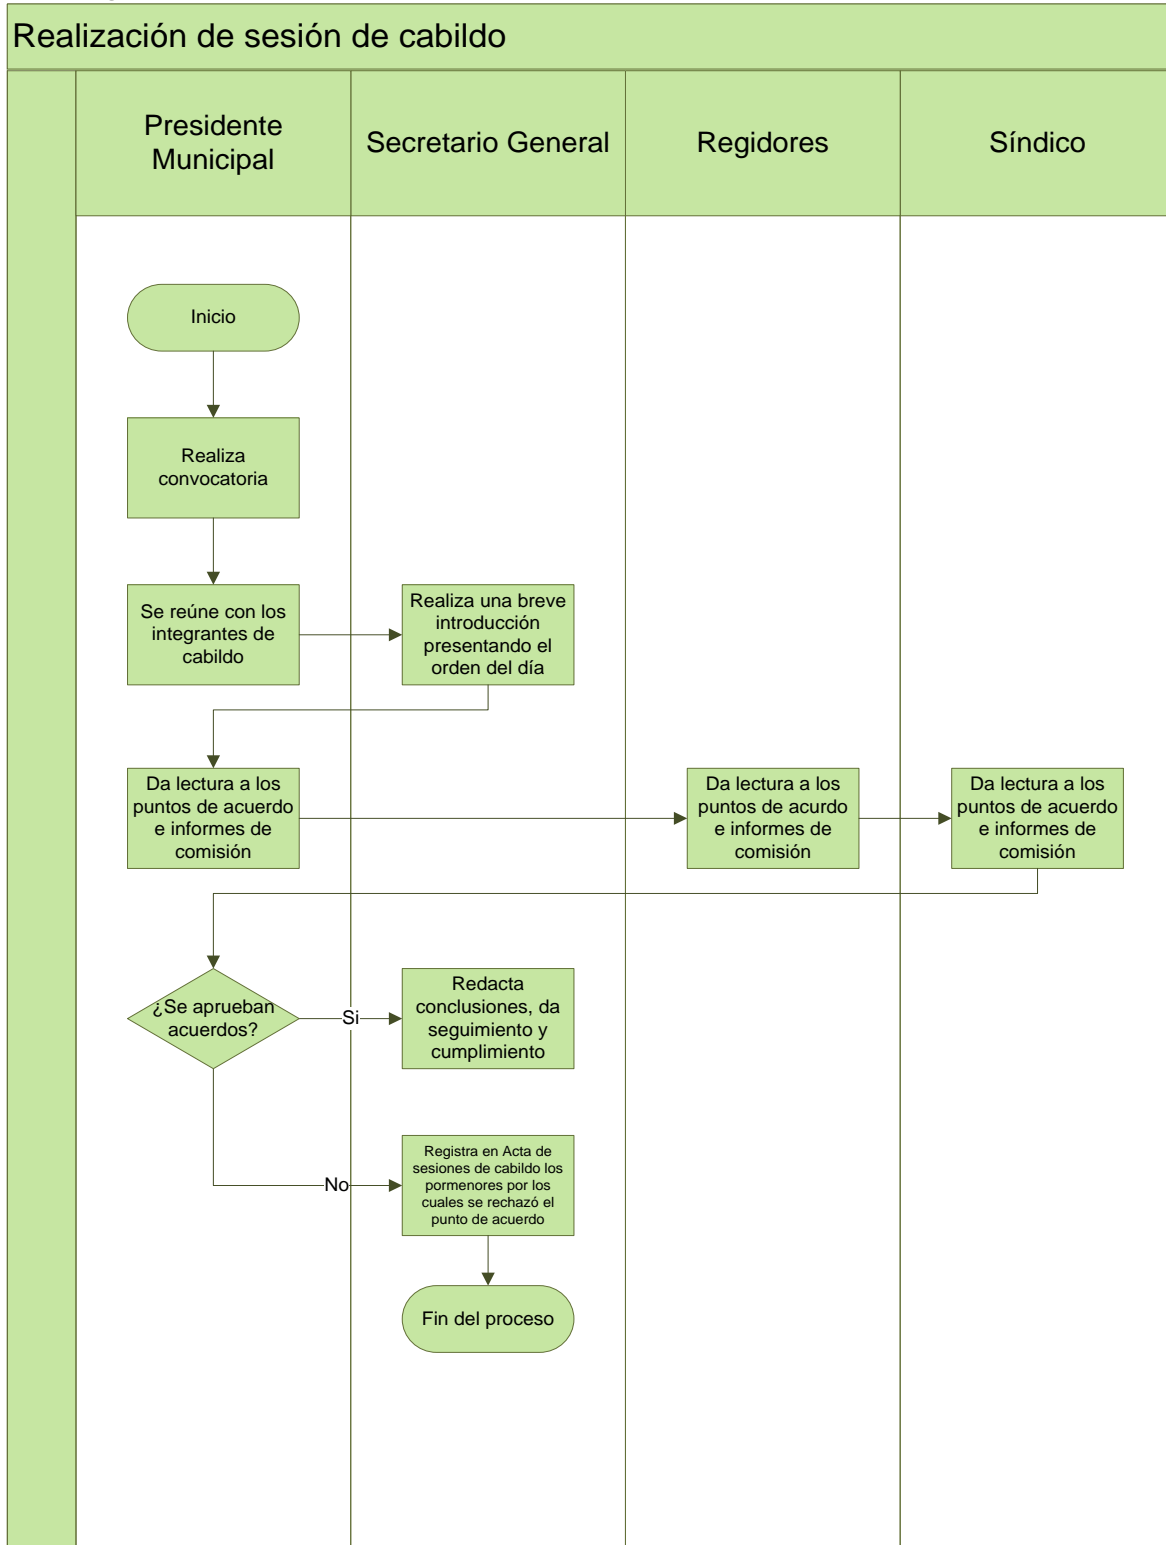 Realización de sesión de cabildo
Presidente
Municipal
Secretario General
Regidores
Síndico
Inicio
Realiza
convocatoria
Se reúne con los
integrantes de
cabildo
Realiza una breve
introducción
presentando el
orden del día
Da lectura a los
puntos de acuerdo
e informes de
comisión
Da lectura a los
puntos de acurdo
e informes de
comisión
Da lectura a los
puntos de acuerdo
e informes de
comisión
¿Se aprueban
acuerdos?
Si
Redacta
conclusiones, da
seguimiento y
cumplimiento
No
Registra en Acta de
sesiones de cabildo los
pormenores por los
cuales se rechazó el
punto de acuerdo
Fin del proceso